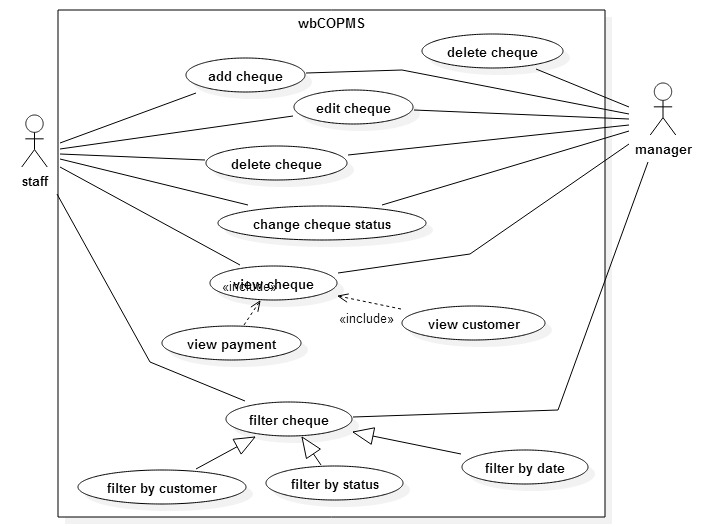 wbCOPMS
delete cheque
add cheque
edit cheque
staff
manager
delete cheque
change cheque status
view cheque
«include»
«include»
view customer
view payment
filter cheque
filter by customer
filter by status
filter by date